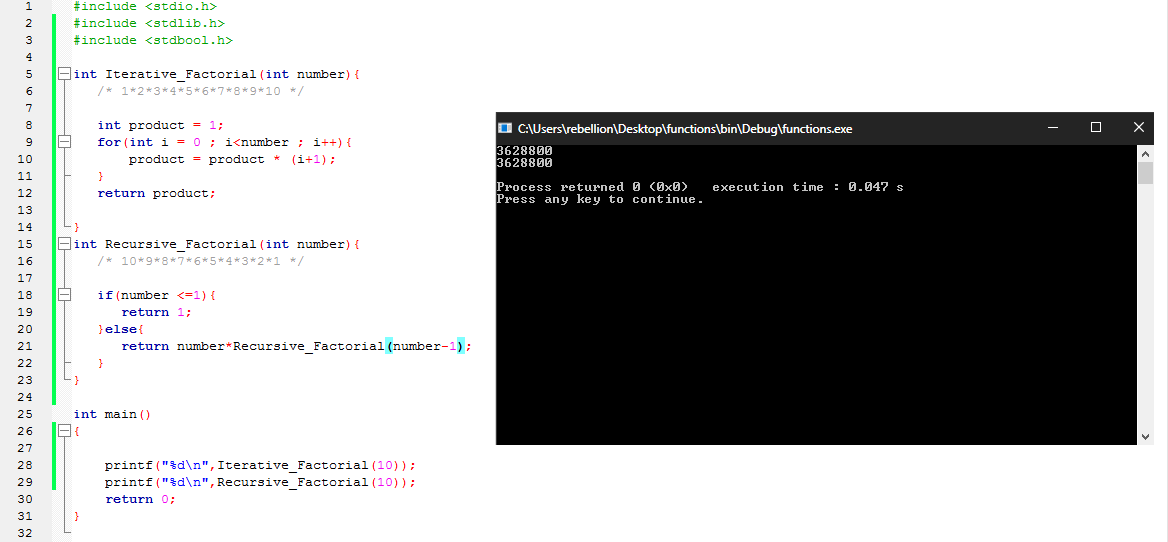 1 #include <stdio.h>
2 #include <stdlib.h>
3 #include <stdbool.h>
4
5 int Iterative_Factorial(int number){
6 /* 1*2*3*4*5*6*7*8*9*10 */
7
8 int product = 1;
9 for(int i = 0 ; i<number ; i++){
10 product = product * (i+1);
11 }
12 return product;
13
14 }
15 int Recursive_Factorial(int number){
16 /* 10*9*8*7*6*5*4*3*2*1 */
17
18 if(number <=1){
19 return 1;
20 }else{
21 return number*Recursive_Factorial(number-1);
22 }
23 }
24
25 int main()
26 {
27
28 printf("%d\n",Iterative_Factorial(10));
29 printf("%d\n",Recursive_Factorial(10));
30 return 0;
31 }
32
C:\Users\rebellion\Desktop\functions\bin\Debug\functions.exe
3628800
3628800
Process returned 0 (0x0)   execution time : 0.047 s
Press any key to continue.